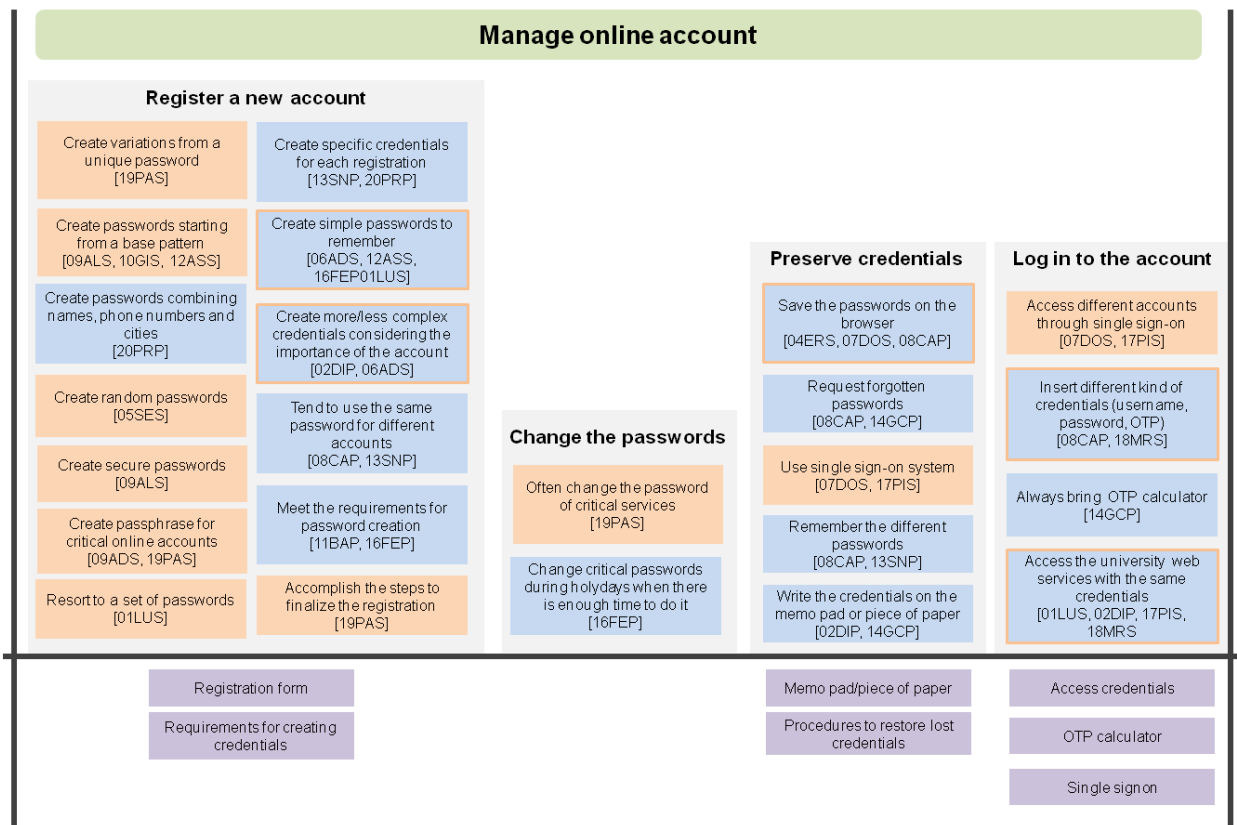 Manage online account
Register a new account
Create variations from a
unique password
[19PAS]
Create passwords starting
from a base pattern
[09ALS, 10GIS, 12ASS]
Create passwords combining
names, phone numbers and
cities
[20PRP]
Create random passwords
[05SES]
Create secure passwords
[09ALS]
Create passphrase for
critical online accounts
[09ADS, 19PAS]
Resort to a set of passwords
[01LUS]
Create specific credentials
for each registration
[13SNP, 20PRP]
Create simple passwords to
remember
[06ADS, 12ASS,
16FEP01LUS]
Create more/less complex
credentials considering the
importance of the account
[02DIP, 06ADS]
Tend to use the same
password for different
accounts
[08CAP, 13SNP]
Meet the requirements for
password creation
[11BAP, 16FEP]
Accomplish the steps to
finalize the registration
[19PAS]
Change the passwords
Often change the password
of critical services
[19PAS]
Change critical passwords
during holydays when there
is enough time to do it
[16FEP]
Preserve credentials
Save the passwords on the
browser
[04ERS, 07DOS, 08CAP]
Request forgotten
passwords
[08CAP, 14GCP]
Use single sign-on system
[07DOS, 17PIS]
Remember the different
passwords
[08CAP, 13SNP]
Write the credentials on the
memo pad or piece of paper
[02DIP, 14GCP]
Log in to the account
Access different accounts
through single sign-on
[07DOS, 17PIS]
Insert different kind of
credentials (username,
password, OTP)
[08CAP, 18MRS]
Always bring OTP calculator
[14GCP]
Access the university web
services with the same
credentials
[01LUS, 02DIP, 17PIS,
18MRS
Registration form
Requirements for creating
credentials
Memo pad/piece of paper
Procedures to restore lost
credentials
Access credentials
OTP calculator
Single signon